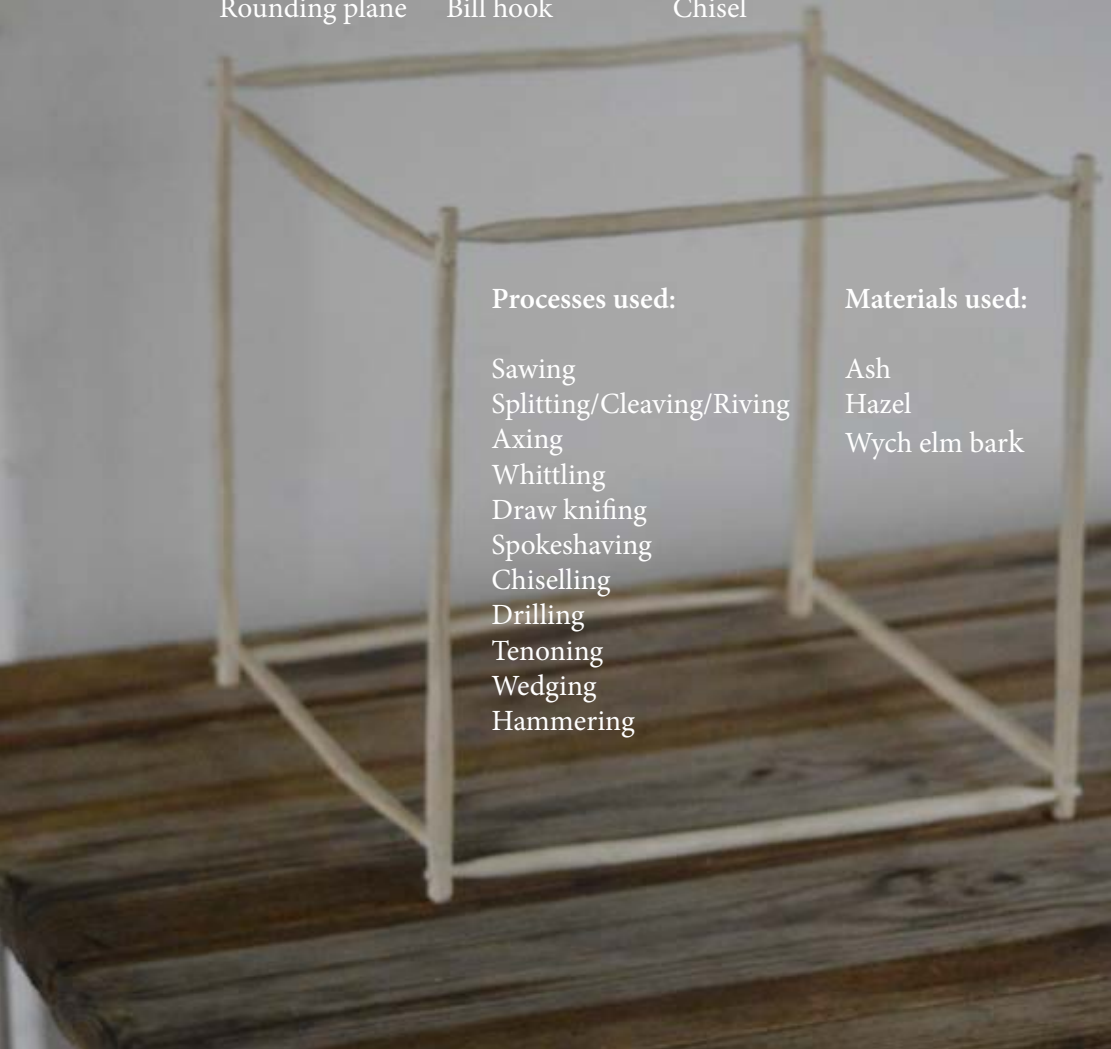 Rounding plane Bill hook Chisel
Processes used:
Sawing
Splitting/Cleaving/Riving
Axing
Whittling
Draw knifing
Spokeshaving
Chiselling
Drilling
Tenoning
Wedging
Hammering
Materials used:
Ash
Hazel
Wych elm bark